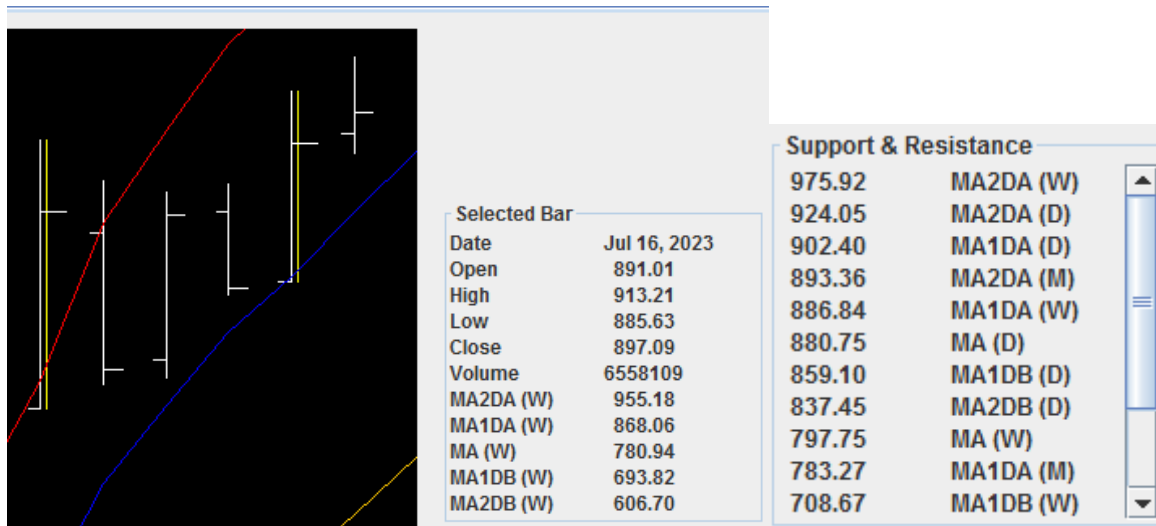 Selected Bar
Date Jul 16, 2023
Open 891.01
High 913.21
Low 885.63
Close 897.09
Volume 6558109
MA2DA (W) 955.18
MA1DA (W) 868.06
MA (W) 780.94
MA1DB (W) 693.82
MA2DB (W) 606.70
Support & Resistance
975.92 MA2DA (W)
924.05 MA2DA (D)
902.40 MA1DA (D)
893.36 MA2DA (M)
886.84 MA1DA (W)
880.75 MA (D)
859.10 MA1DB (D)
837.45 MA2DB (D)
797.75 MA (W)
783.27 MA1DA (M)
708.67 MA1DB (W)